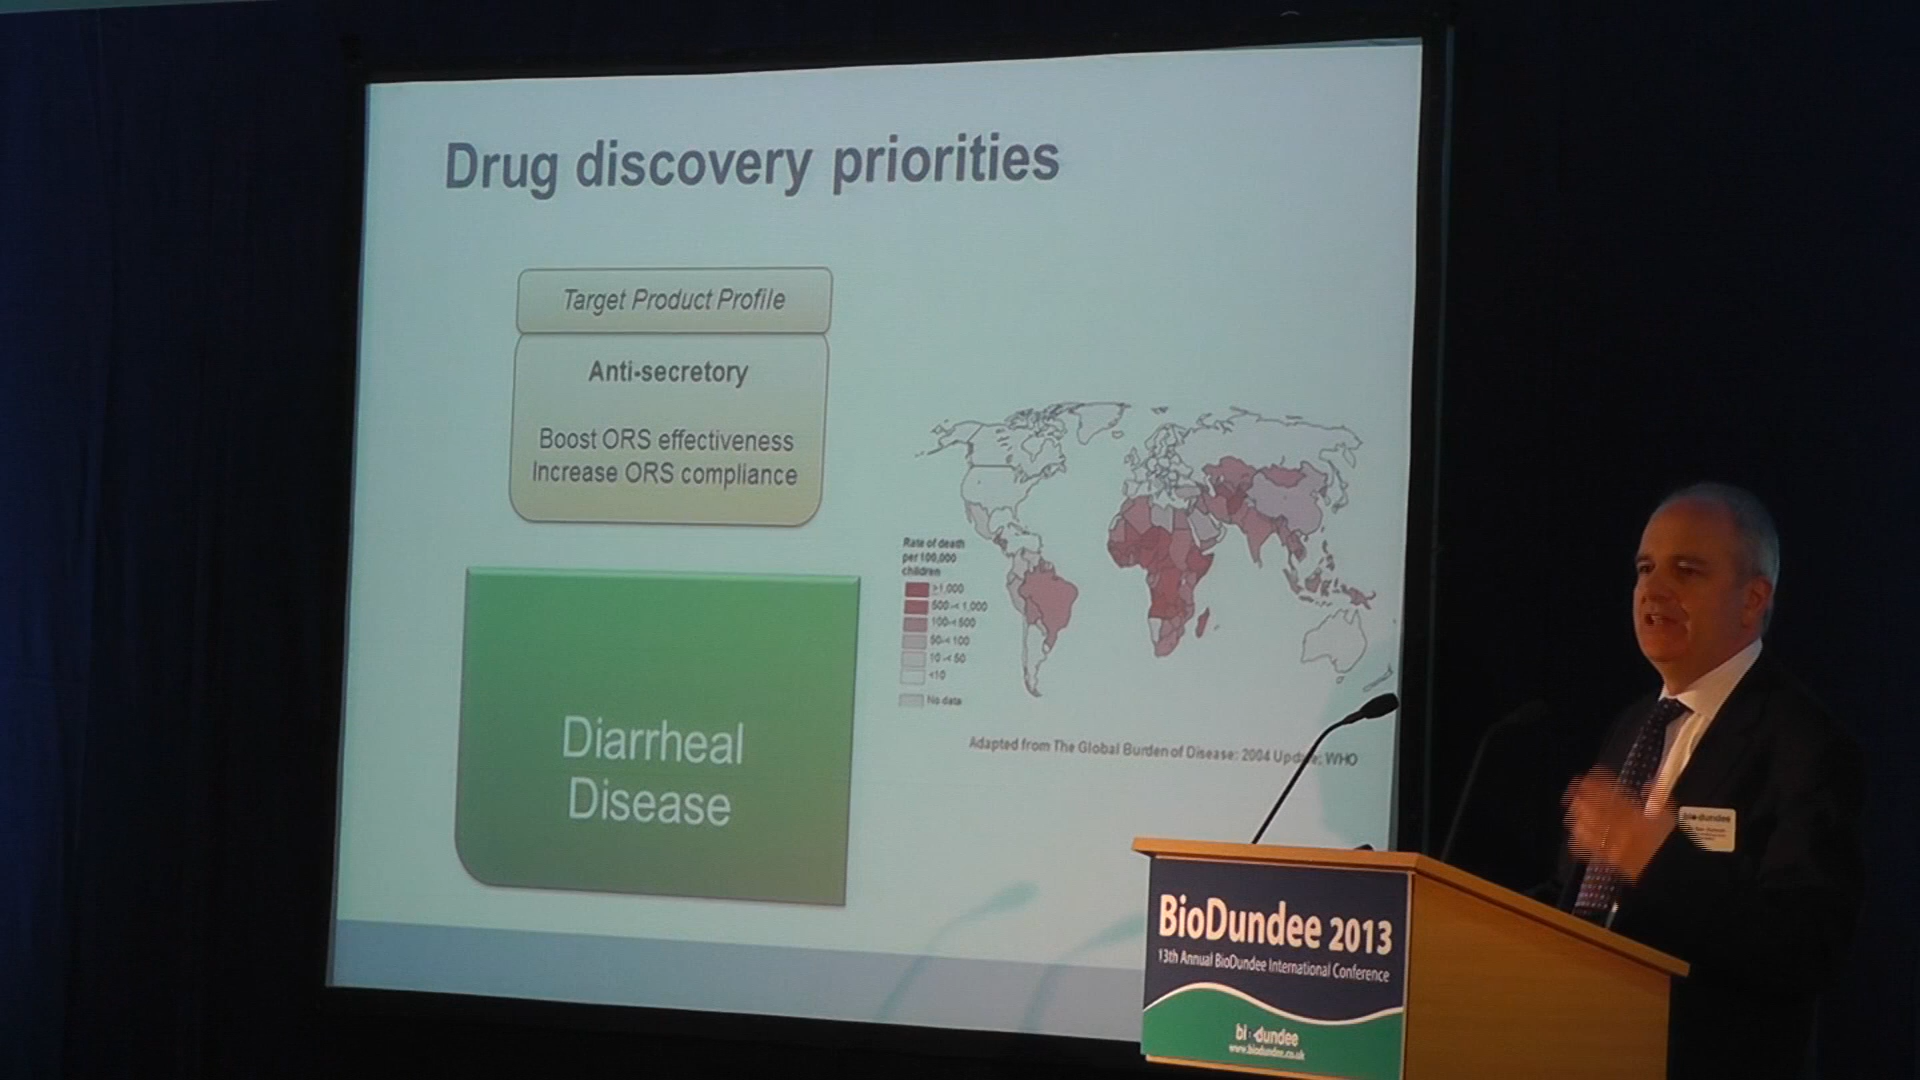 Drug discovery priorities
Target Product Profile
Anti-secretory
Boost ORS effectiveness
Increase ORS compliance
Diarrheal
Disease
Rate of death
per 100,000
children
≥1,000
500-< 1,000
100-< 500
50-< 100
10 -< 50
<10
No data
Adapted from The Global Burden of Disease: 2004 Update; WHO
BioDundee 2013
13th Annual BioDundee International Conference
bi dundee
www.biodundee.co.uk
bio-dundee